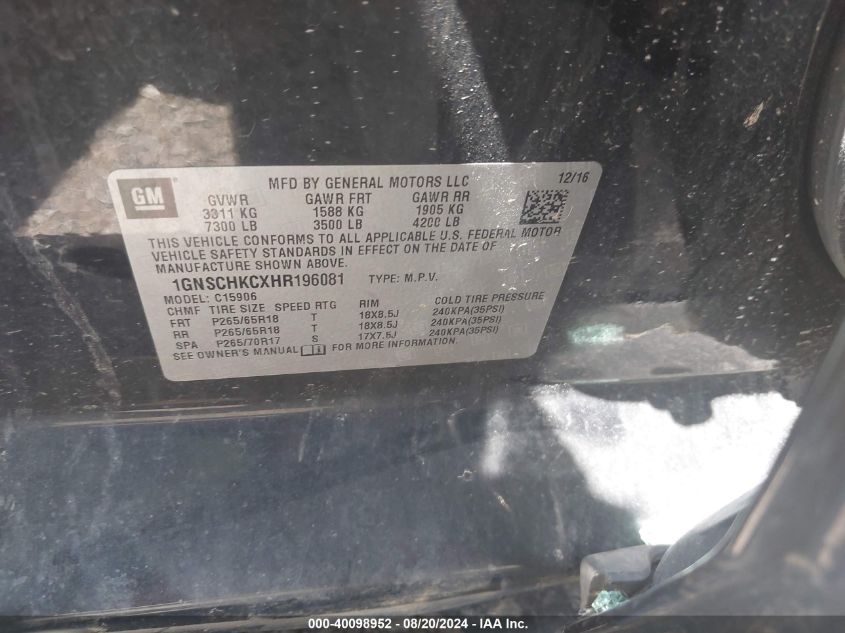 GM
MFD BY GENERAL MOTORS LLC 12/16
GVWR GAWR FRT GAWR RR
3311 KG 1588 KG 1905 KG
7300 LB 3500 LB 4200 LB
THIS VEHICLE CONFORMS TO ALL APPLICABLE U.S. FEDERAL MOTOR
VEHICLE SAFETY STANDARDS IN EFFECT ON THE DATE OF
MANUFACTURE SHOWN ABOVE.
1GNSCHKCXHR196081 TYPE: M.P.V.
MODEL: C15906
CHMF TIRE SIZE SPEED RTG RIM COLD TIRE PRESSURE
FRT P265/65R18 T 18X8.5J 240KPA(35PSI)
RR P265/65R18 T 18X8.5J 240KPA(35PSI)
SPA P265/70R17 S 17X7.5J 240KPA(35PSI)
SEE OWNER'S MANUAL FOR MORE INFORMATION.
000-40098952 - 08/20/2024 - IAA Inc.